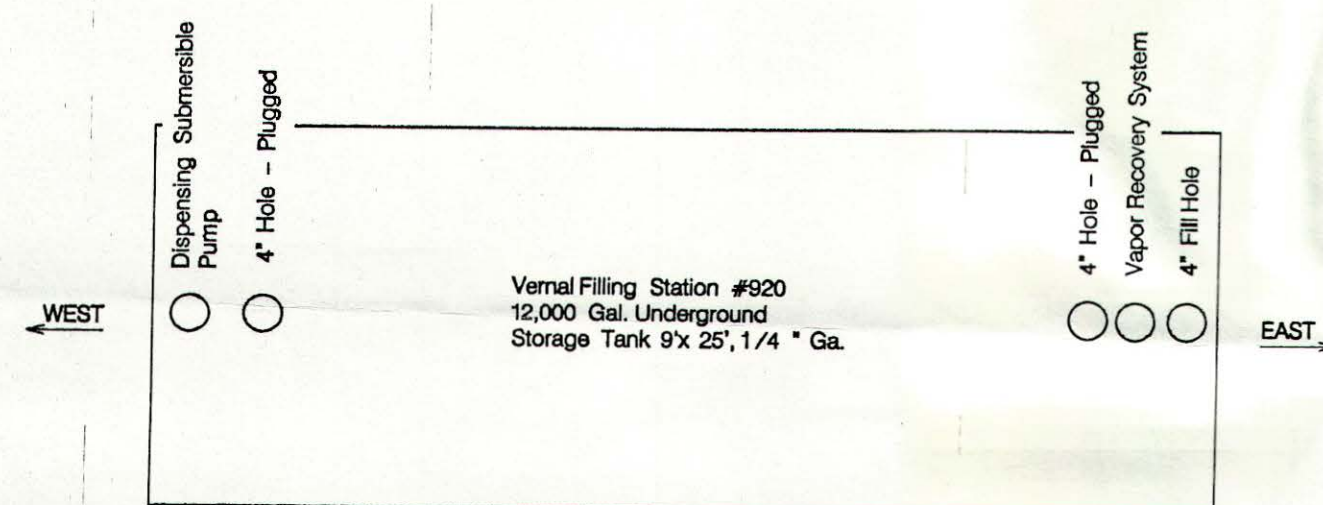 Dispensing Submersible
Pump
4" Hole - Plugged
4" Hole - Plugged
Vapor Recovery System
4" Fill Hole
Vernal Filling Station #920
12,000 Gal. Underground
Storage Tank 9'x 25', 1/4 " Ga.
WEST
EAST